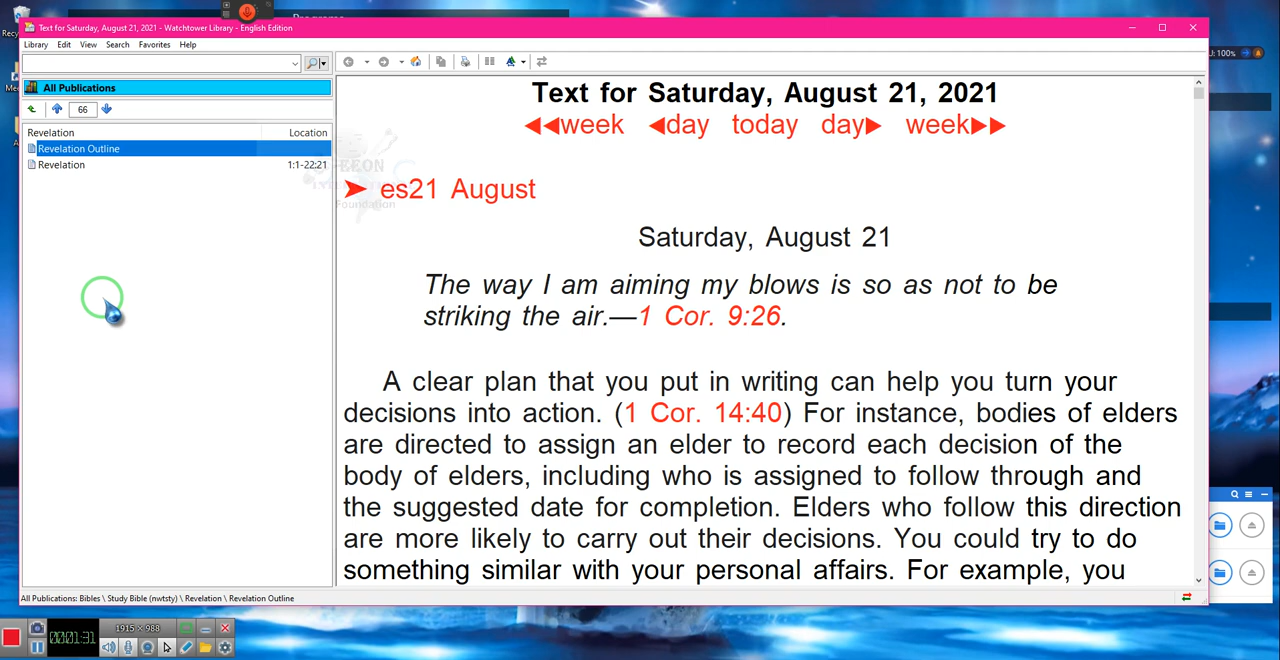 Text for Saturday, August 21, 2021 - Watchtower Library - English Edition
Library Edit View Search Favorites Help
U: 100%
All Publications
66
Revelation Location
Revelation Outline
Revelation 1:1-22:21
Text for Saturday, August 21, 2021
◀◀week ◀day today day▶ week▶▶
➤ es21 August
Foundation
Saturday, August 21
The way I am aiming my blows is so as not to be
striking the air.—1 Cor. 9:26.
A clear plan that you put in writing can help you turn your
decisions into action. (1 Cor. 14:40) For instance, bodies of elders
are directed to assign an elder to record each decision of the
body of elders, including who is assigned to follow through and
the suggested date for completion. Elders who follow this direction
are more likely to carry out their decisions. You could try to do
something similar with your personal affairs. For example, you
All Publications: Bibles \ Study Bible (nwtsty) \ Revelation \ Revelation Outline
1915 x 988
0001:31